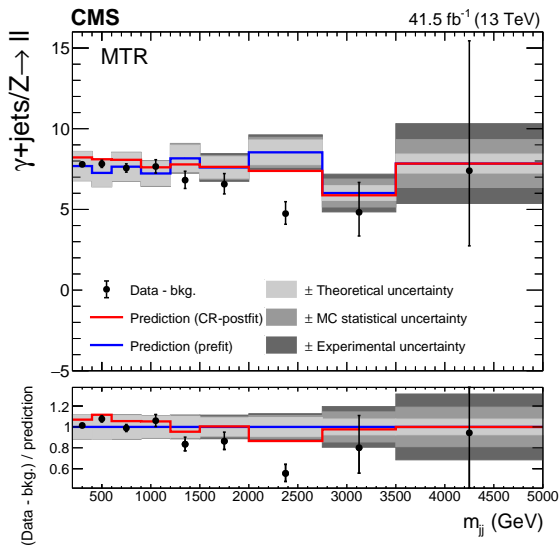 CMS 41.5 fb⁻¹ (13 TeV)
γ+jets/Z→ ll
MTR
15
10
5
0
−5
Data - bkg.
Prediction (CR-postfit)
Prediction (prefit)
± Theoretical uncertainty
± MC statistical uncertainty
± Experimental uncertainty
(Data - bkg.) / prediction
1.2
1
0.8
0.6
500 1000 1500 2000 2500 3000 3500 4000 4500 5000
m_jj (GeV)